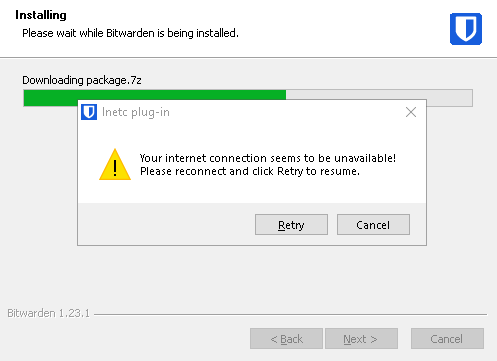 Installing
Please wait while Bitwarden is being installed.
Downloading package.7z
Inetc plug-in
Your internet connection seems to be unavailable!
Please reconnect and click Retry to resume.
Retry
Cancel
Bitwarden 1.23.1
< Back
Next >
Cancel